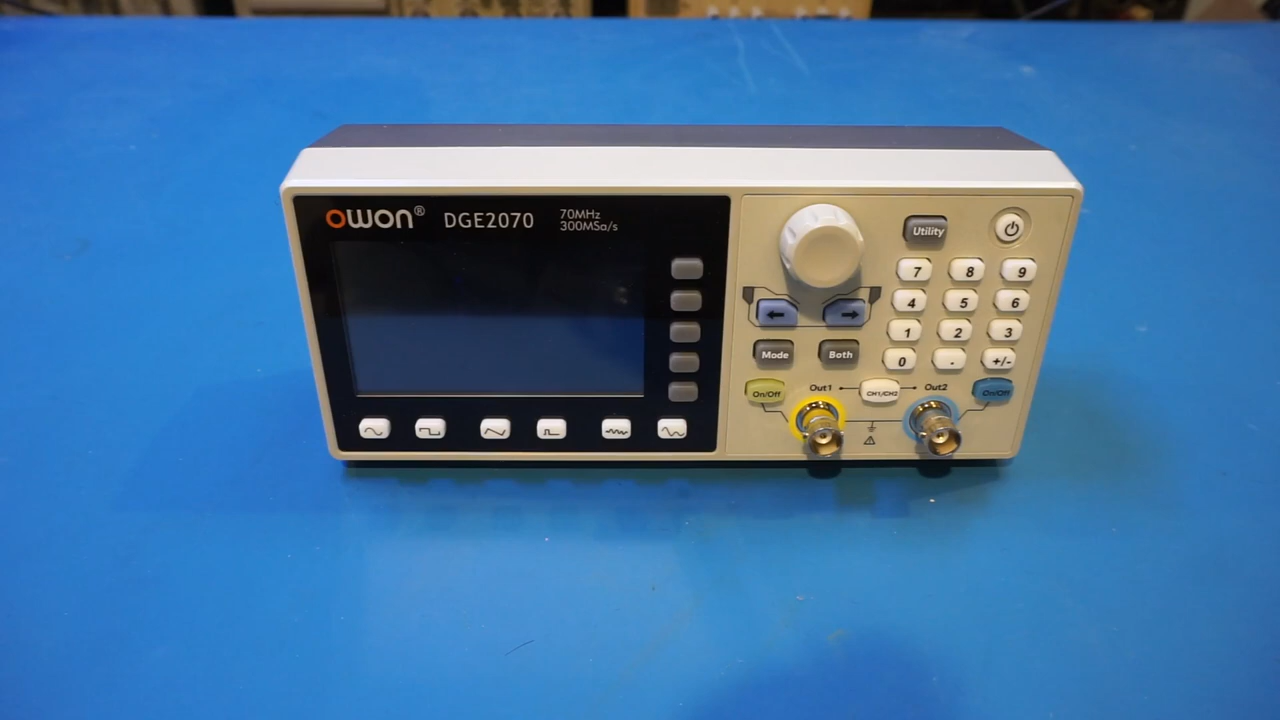 owon® DGE2070 70MHz
300MSa/s
Utility
7 8 9
4 5 6
1 2 3
0 . +/-
Mode Both
On/Off Out1 CH1/CH2 Out2 On/Off